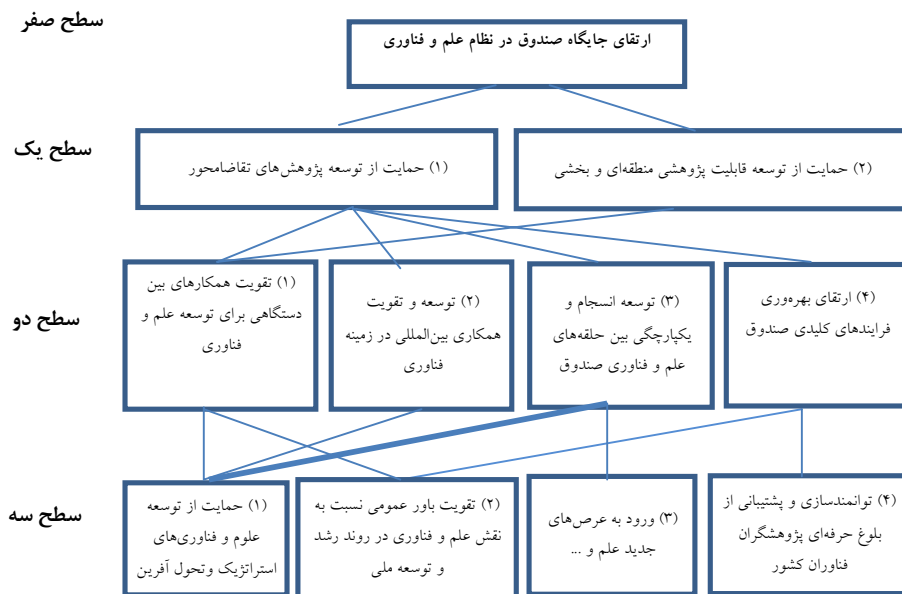 سطح صفر
ارتقای جایگاه صندوق در نظام علم و فناوری
سطح یک
(۱) حمایت از توسعه پژوهش‌های تقاضامحور
(۲) حمایت از توسعه قابلیت پژوهشی منطقه‌ای و بخشی
سطح دو
(۱) تقویت همکارهای بین
دستگاهی برای توسعه علم و
فناوری
(۲) توسعه و تقویت
همکاری بین‌المللی در زمینه
فناوری
(۳) توسعه انسجام و
یکپارچگی بین حلقه‌های
علم و فناوری صندوق
(۴) ارتقای بهره‌وری
فرایندهای کلیدی صندوق
سطح سه
(۱) حمایت از توسعه
علوم و فناوری‌های
استراتژیک وتحول آفرین
(۲) تقویت باور عمومی نسبت به
نقش علم و فناوری در روند رشد
و توسعه ملی
(۳) ورود به عرص‌های
جدید علم و ...
(۴) توانمندسازی و پشتیبانی از
بلوغ حرفه‌ای پژوهشگران
فناوران کشور